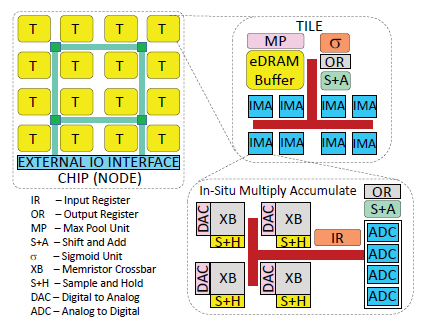 T T T T
T T T T
T T T T
T T T T
EXTERNAL IO INTERFACE
CHIP (NODE)
TILE
MP
σ
eDRAM
Buffer
OR
S+A
IMA IMA IMA IMA
IMA IMA IMA IMA
IR – Input Register
OR – Output Register
MP – Max Pool Unit
S+A – Shift and Add
σ – Sigmoid Unit
XB – Memristor Crossbar
S+H – Sample and Hold
DAC – Digital to Analog
ADC – Analog to Digital
In-Situ Multiply Accumulate
OR
S+A
DAC XB DAC XB
S+H S+H
IR
DAC XB DAC XB
S+H S+H
ADC
ADC
ADC
ADC